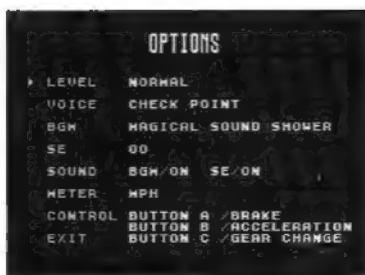 OPTIONS
LEVEL NORMAL
VOICE CHECK POINT
BGM MAGICAL SOUND SHOWER
SE 00
SOUND BGM/ON SE/ON
METER MPH
CONTROL BUTTON A /BRAKE
BUTTON B /ACCELERATION
EXIT BUTTON C /GEAR CHANGE